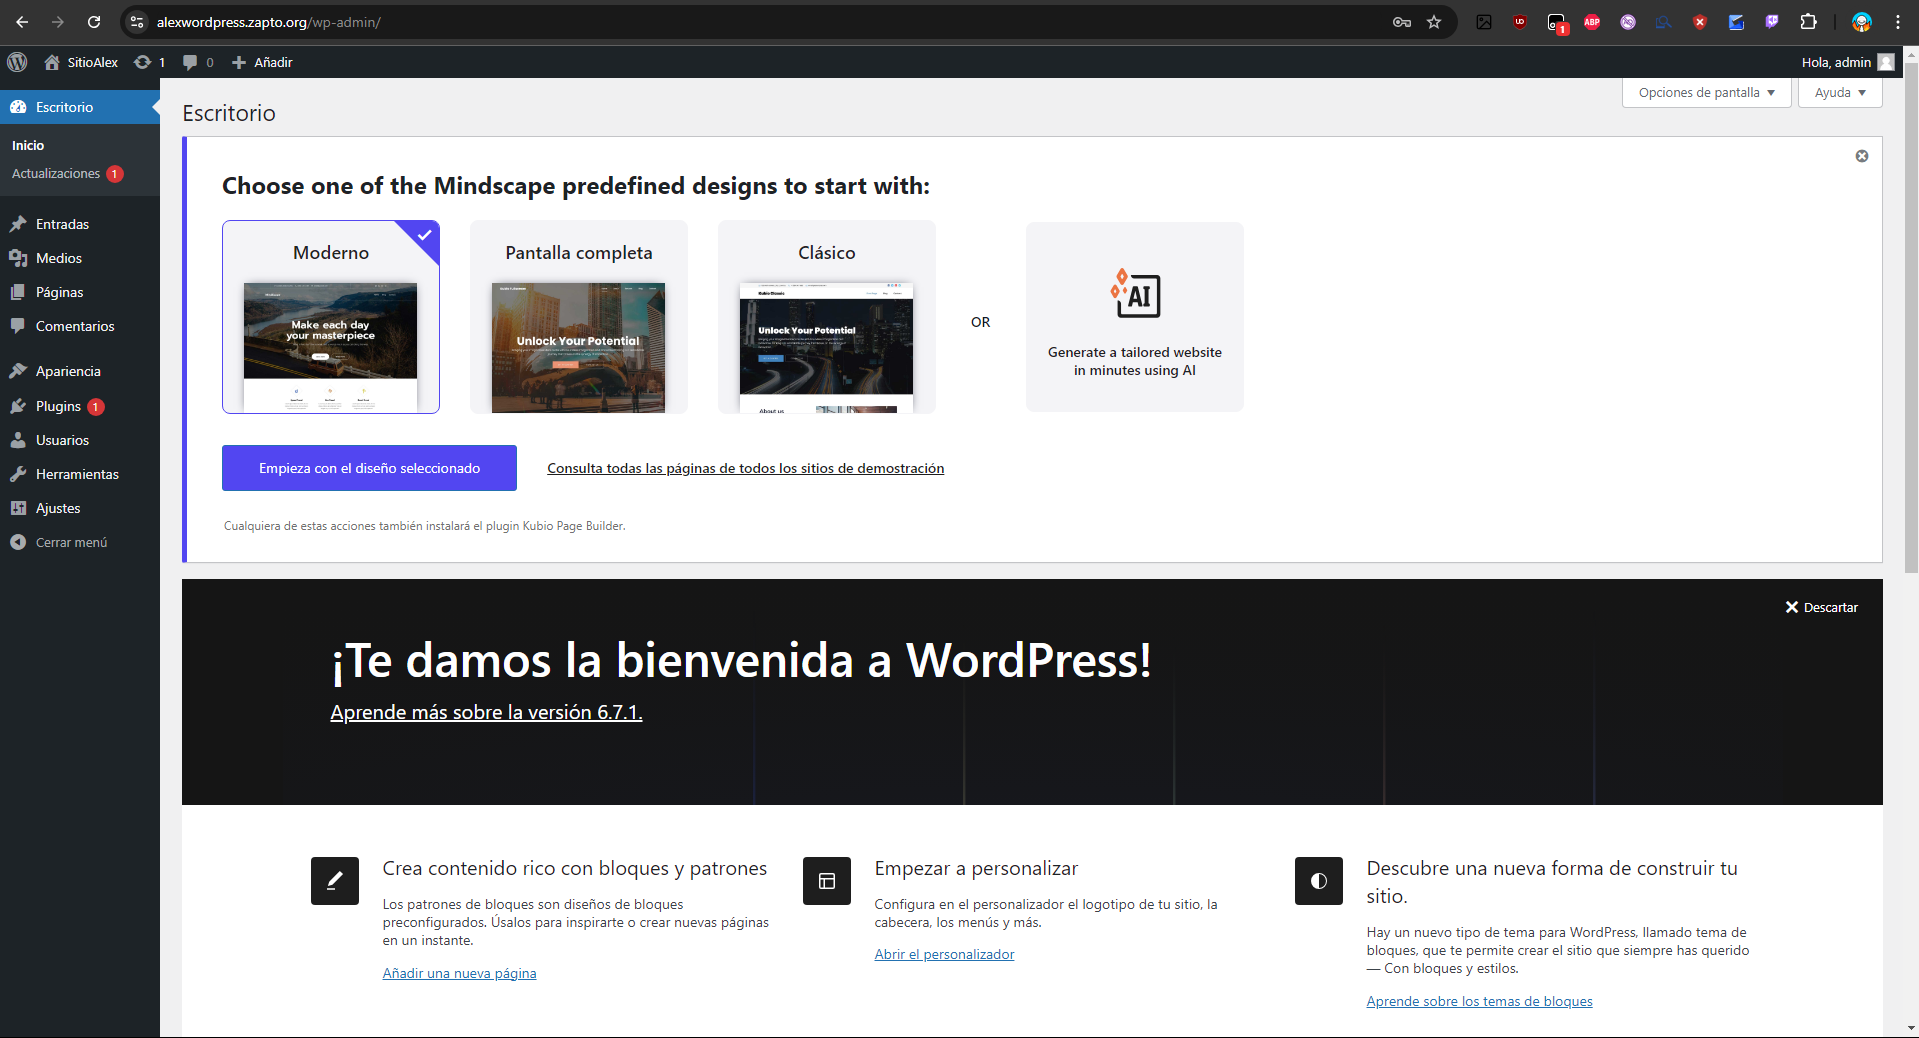 alexwordpress.zapto.org/wp-admin/
1
ABP
SitioAlex
1
0
Añadir
Hola, admin
Escritorio
Inicio
Actualizaciones 1
Entradas
Medios
Páginas
Comentarios
Apariencia
Plugins 1
Usuarios
Herramientas
Ajustes
Cerrar menú
Opciones de pantalla
Ayuda
Escritorio
Choose one of the Mindscape predefined designs to start with:
Moderno
Make each day
your masterpiece
Pantalla completa
Unlock Your Potential
Clásico
Kubio Classic
Unlock Your Potential
About us
OR
AI
Generate a tailored website
in minutes using AI
Empieza con el diseño seleccionado
Consulta todas las páginas de todos los sitios de demostración
Cualquiera de estas acciones también instalará el plugin Kubio Page Builder.
Descartar
¡Te damos la bienvenida a WordPress!
Aprende más sobre la versión 6.7.1.
Crea contenido rico con bloques y patrones
Los patrones de bloques son diseños de bloques
preconfigurados. Úsalos para inspirarte o crear nuevas páginas
en un instante.
Añadir una nueva página
Empezar a personalizar
Configura en el personalizador el logotipo de tu sitio, la
cabecera, los menús y más.
Abrir el personalizador
Descubre una nueva forma de construir tu
sitio.
Hay un nuevo tipo de tema para WordPress, llamado tema de
bloques, que te permite crear el sitio que siempre has querido
— Con bloques y estilos.
Aprende sobre los temas de bloques